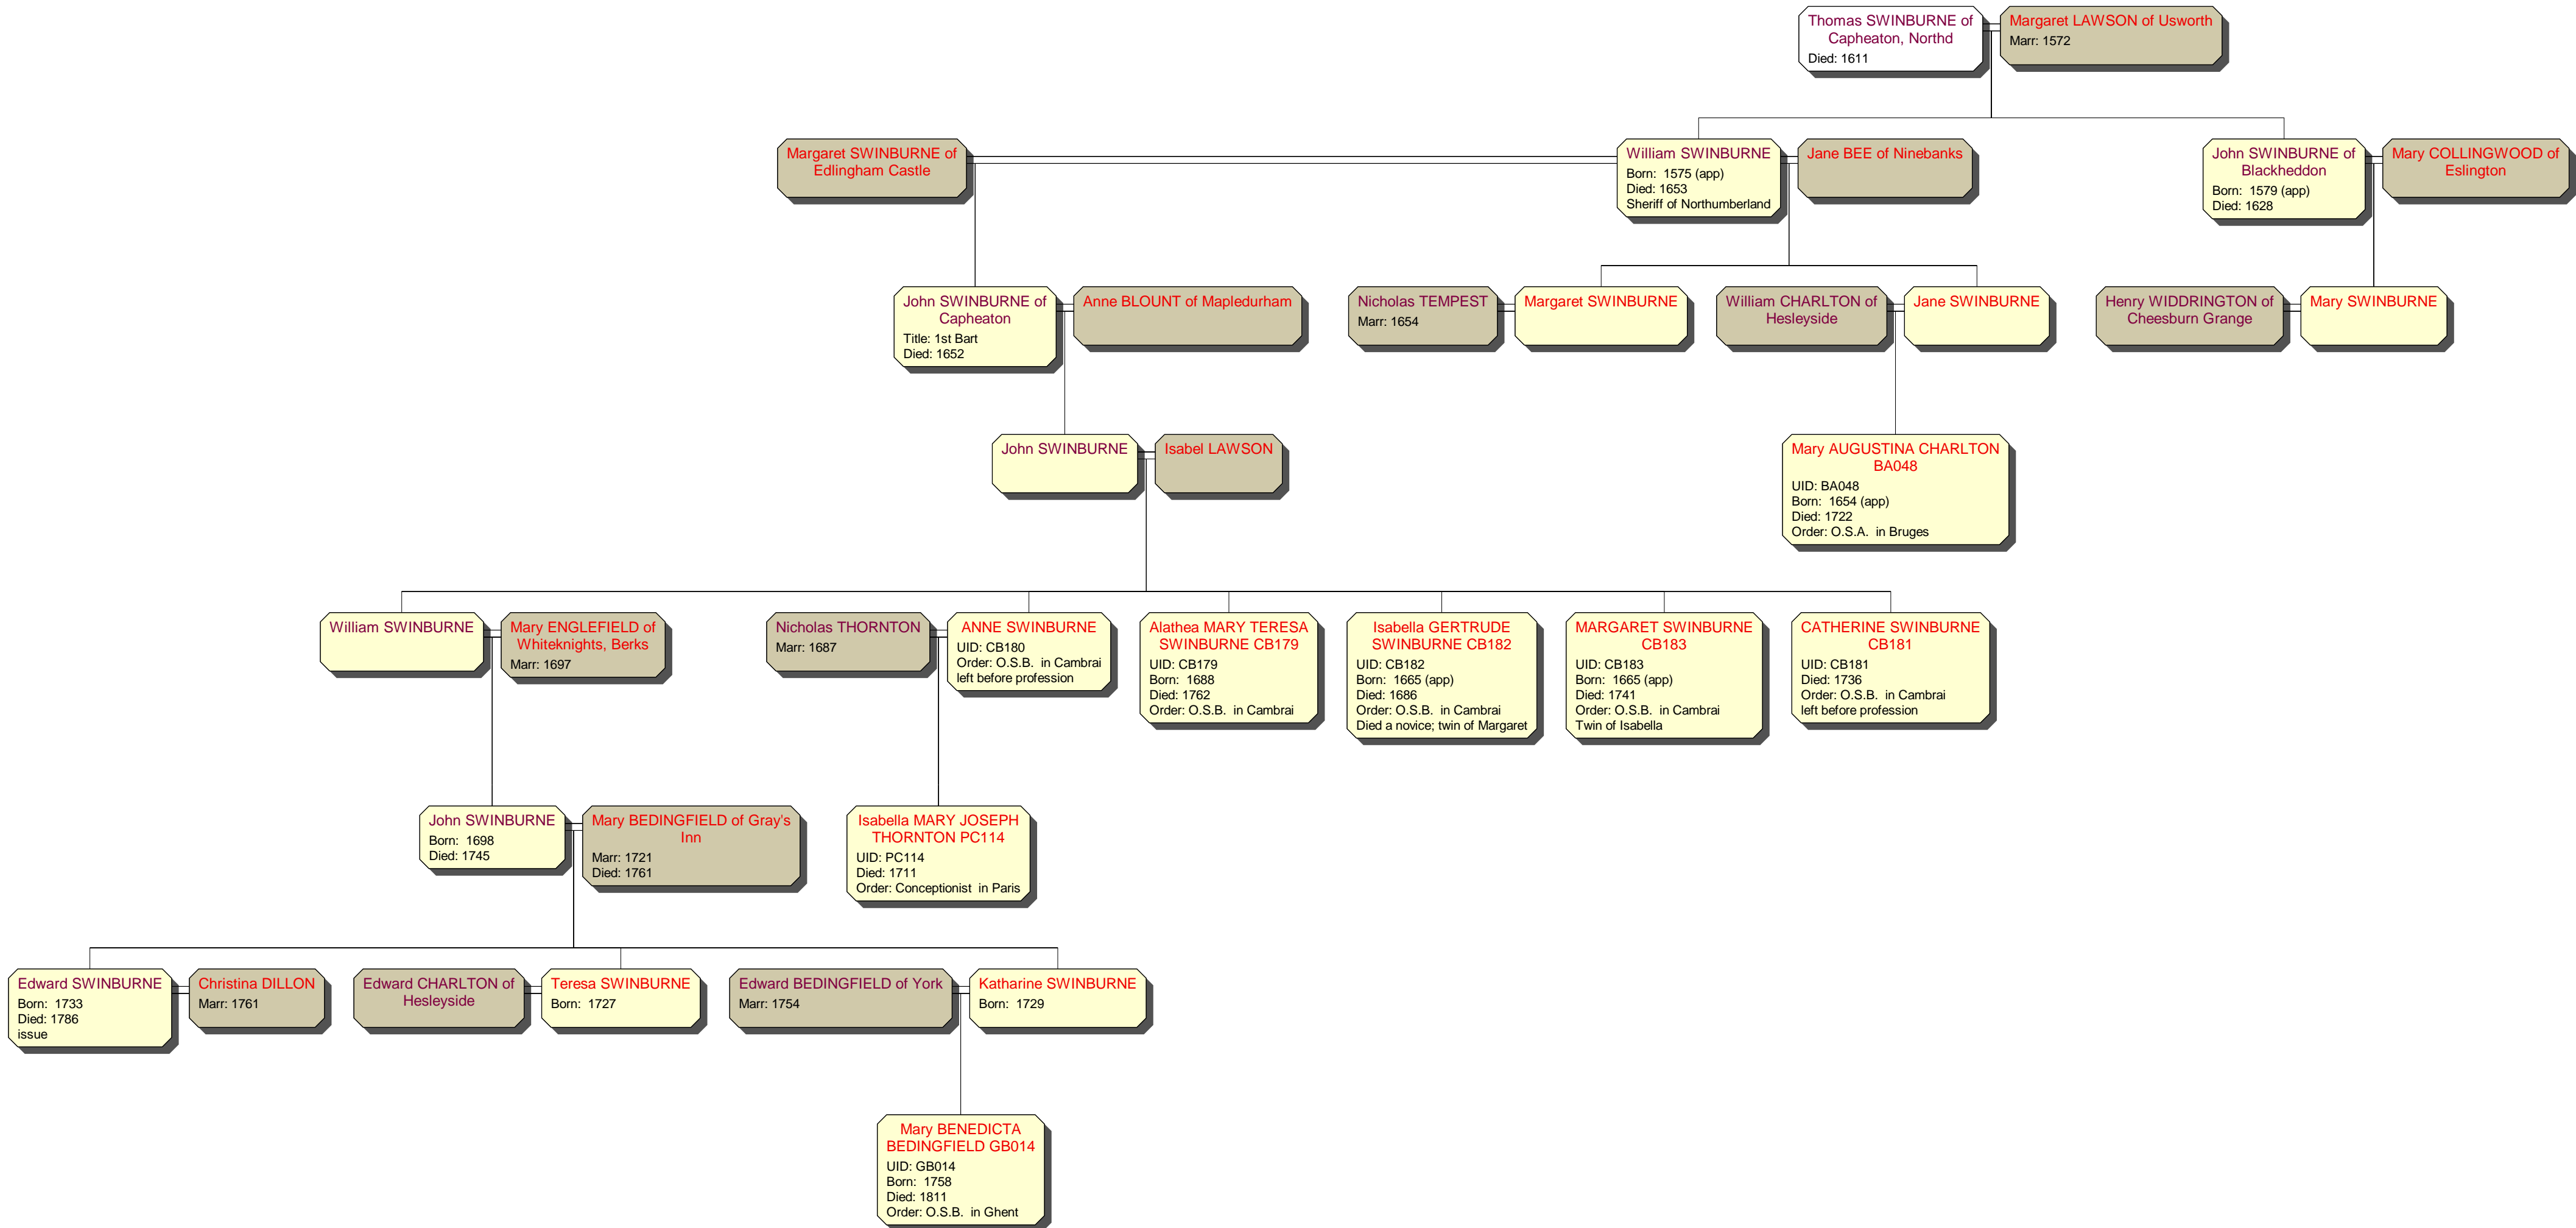 Thomas SWINBURNE of
Capheaton, Northd
Died: 1611
Margaret LAWSON of Usworth
Marr: 1572
Margaret SWINBURNE of
Edlingham Castle
William SWINBURNE
Born:  1575 (app)
Died: 1653
Sheriff of Northumberland
Jane BEE of Ninebanks
John SWINBURNE of
Blackheddon
Born:  1579 (app)
Died: 1628
Mary COLLINGWOOD of
Eslington
John SWINBURNE of
Capheaton
Title: 1st Bart
Died: 1652
Anne BLOUNT of Mapledurham
Nicholas TEMPEST
Marr: 1654
Margaret SWINBURNE
William CHARLTON of
Hesleyside
Jane SWINBURNE
Henry WIDDRINGTON of
Cheesburn Grange
Mary SWINBURNE
John SWINBURNE
Isabel LAWSON
Mary AUGUSTINA CHARLTON
BA048
UID: BA048
Born:  1654 (app)
Died: 1722
Order: O.S.A.  in Bruges
William SWINBURNE
Mary ENGLEFIELD of
Whiteknights, Berks
Marr: 1697
Nicholas THORNTON
Marr: 1687
ANNE SWINBURNE
UID: CB180
Order: O.S.B.  in Cambrai
left before profession
Alathea MARY TERESA
SWINBURNE CB179
UID: CB179
Born:  1688
Died: 1762
Order: O.S.B.  in Cambrai
Isabella GERTRUDE
SWINBURNE CB182
UID: CB182
Born:  1665 (app)
Died: 1686
Order: O.S.B.  in Cambrai
Died a novice; twin of Margaret
MARGARET SWINBURNE
CB183
UID: CB183
Born:  1665 (app)
Died: 1741
Order: O.S.B.  in Cambrai
Twin of Isabella
CATHERINE SWINBURNE
CB181
UID: CB181
Died: 1736
Order: O.S.B.  in Cambrai
left before profession
John SWINBURNE
Born:  1698
Died: 1745
Mary BEDINGFIELD of Gray's
Inn
Marr: 1721
Died: 1761
Isabella MARY JOSEPH
THORNTON PC114
UID: PC114
Died: 1711
Order: Conceptionist  in Paris
Edward SWINBURNE
Born:  1733
Died: 1786
issue
Christina DILLON
Marr: 1761
Edward CHARLTON of
Hesleyside
Teresa SWINBURNE
Born:  1727
Edward BEDINGFIELD of York
Marr: 1754
Katharine SWINBURNE
Born:  1729
Mary BENEDICTA
BEDINGFIELD GB014
UID: GB014
Born:  1758
Died: 1811
Order: O.S.B.  in Ghent